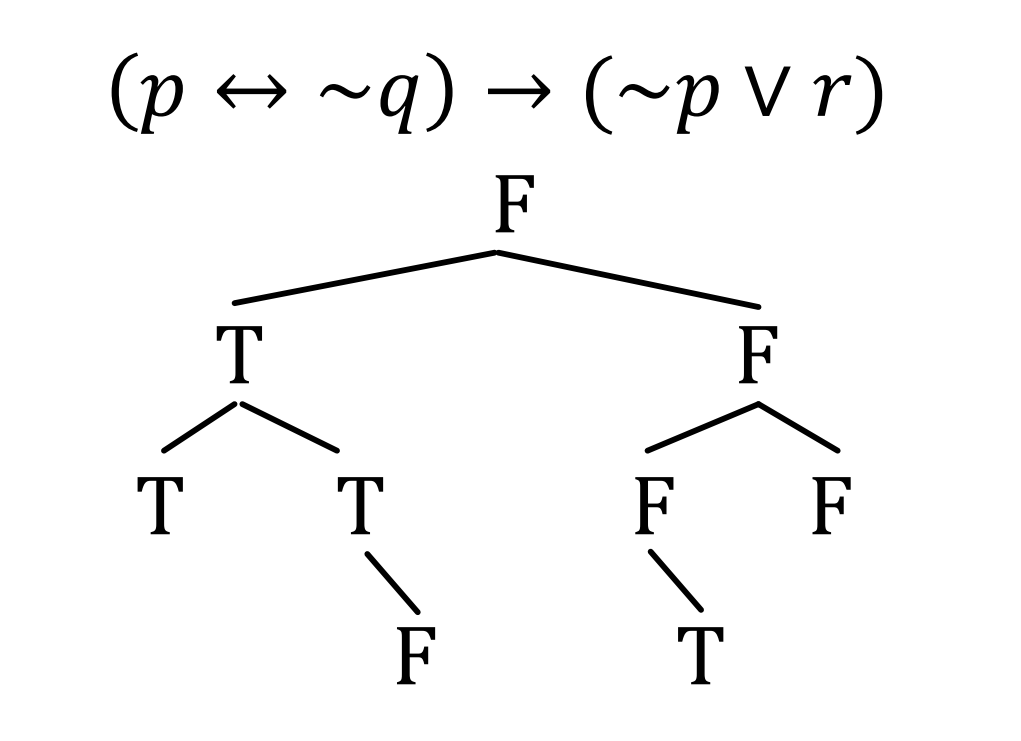 (p ↔ ~q) → (~p ∨ r)
F
T F
T T F F
F T